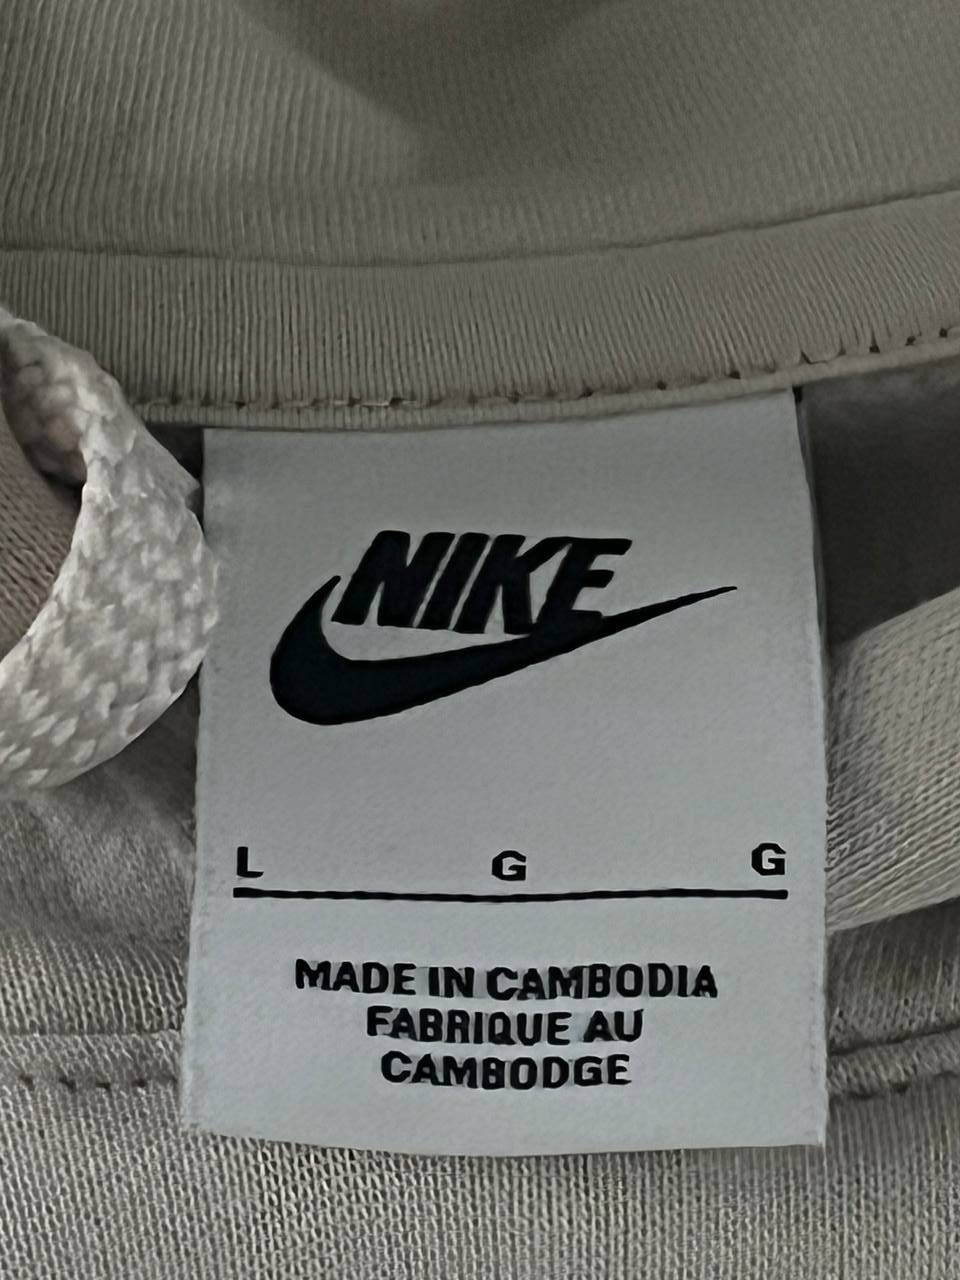 NIKE
L G G
MADE IN CAMBODIA
FABRIQUE AU
CAMBODGE